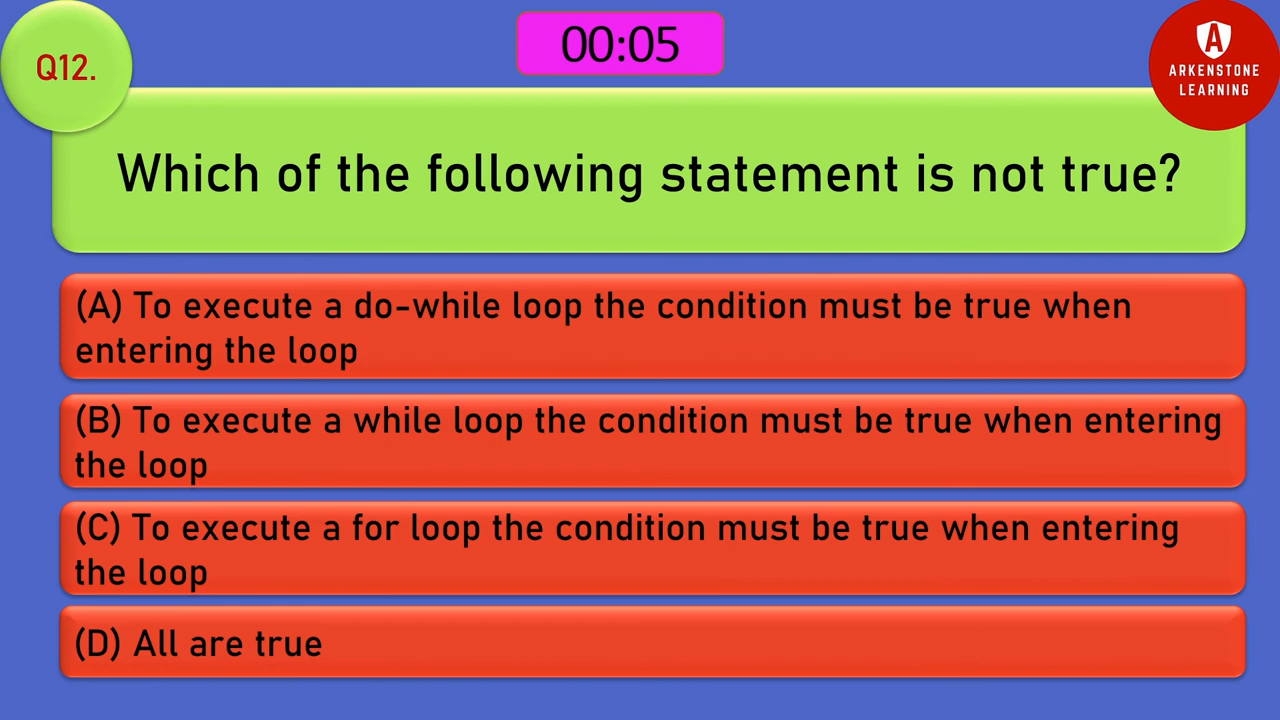 Q12.
00:05
A
ARKENSTONE
LEARNING
Which of the following statement is not true?
(A) To execute a do-while loop the condition must be true when
entering the loop
(B) To execute a while loop the condition must be true when entering
the loop
(C) To execute a for loop the condition must be true when entering
the loop
(D) All are true